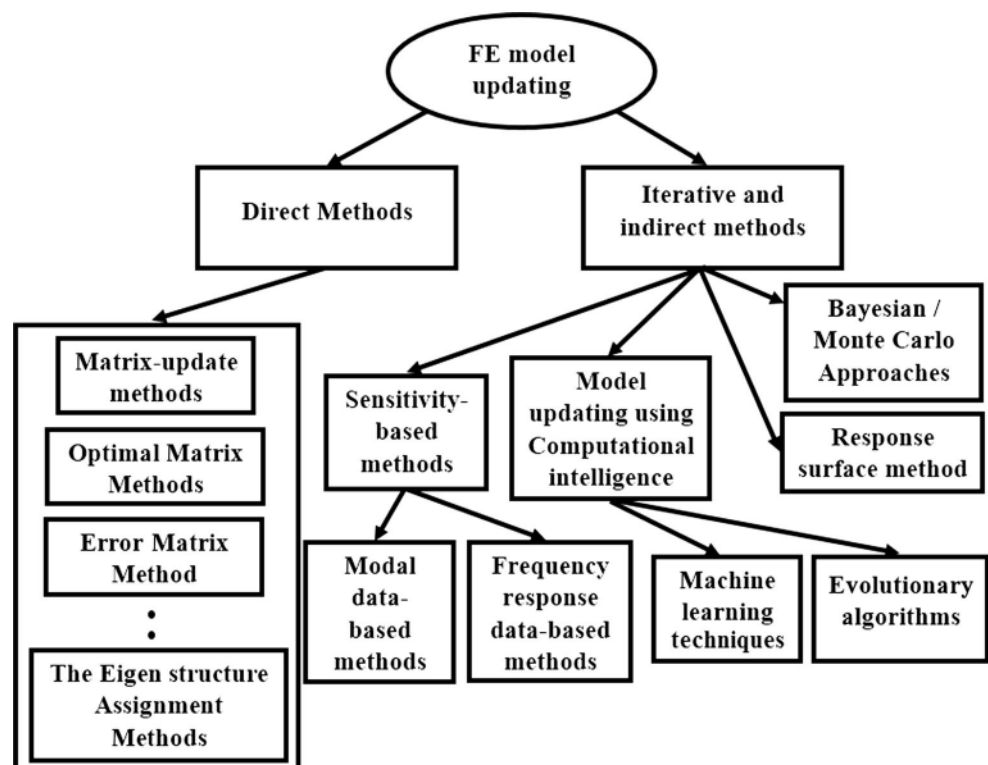 FE model
updating
Direct Methods
Iterative and
indirect methods
Matrix-update
methods
Optimal Matrix
Methods
Error Matrix
Method
The Eigen structure
Assignment
Methods
Sensitivity-
based
methods
Model
updating using
Computational
intelligence
Bayesian /
Monte Carlo
Approaches
Response
surface method
Modal
data-
based
methods
Frequency
response
data-based
methods
Machine
learning
techniques
Evolutionary
algorithms